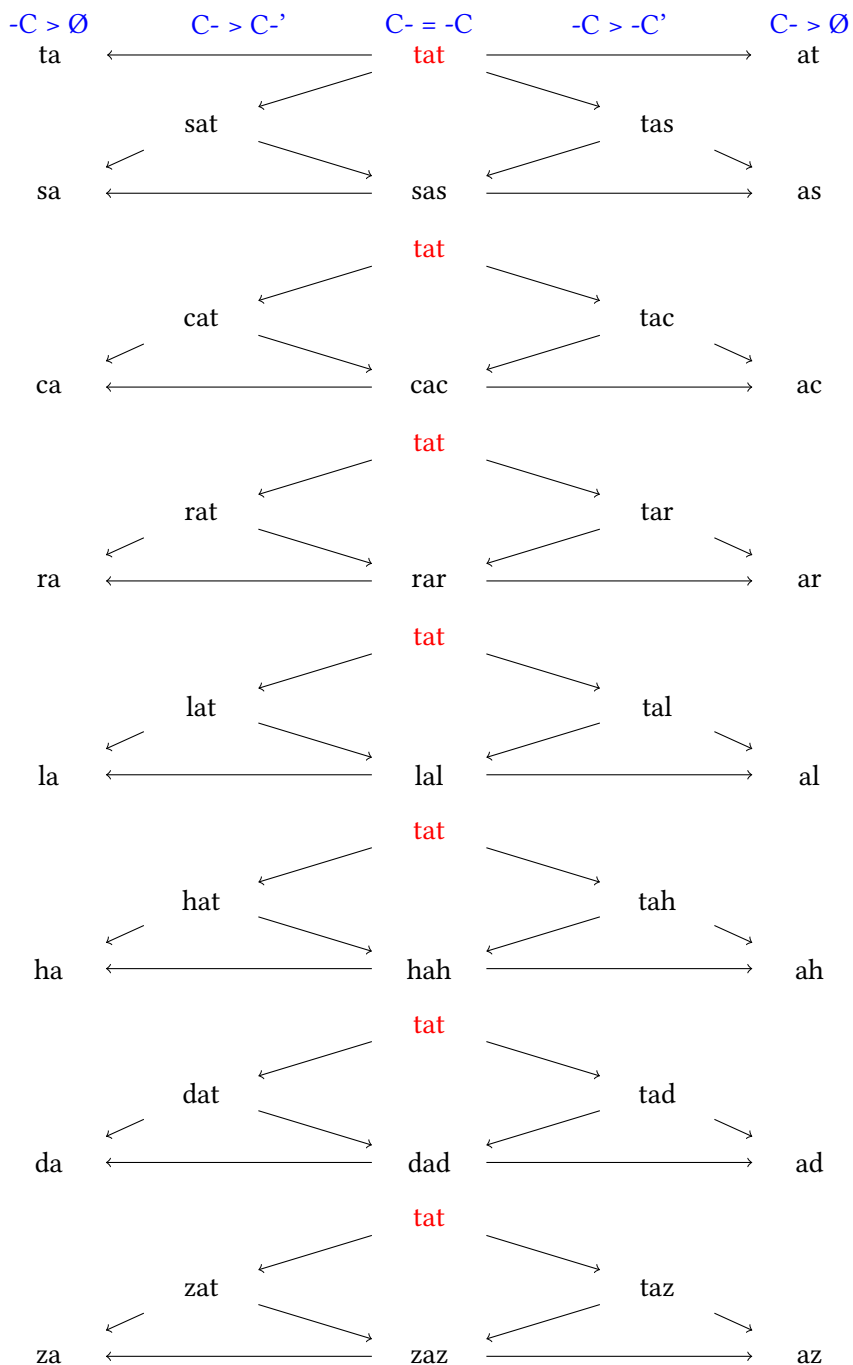 -C > Ø C- > C-’ C- = -C -C > -C’ C- > Ø
ta tat at
sat tas
sa sas as
tat
cat tac
ca cac ac
tat
rat tar
ra rar ar
tat
lat tal
la lal al
tat
hat tah
ha hah ah
tat
dat tad
da dad ad
tat
zat taz
za zaz az